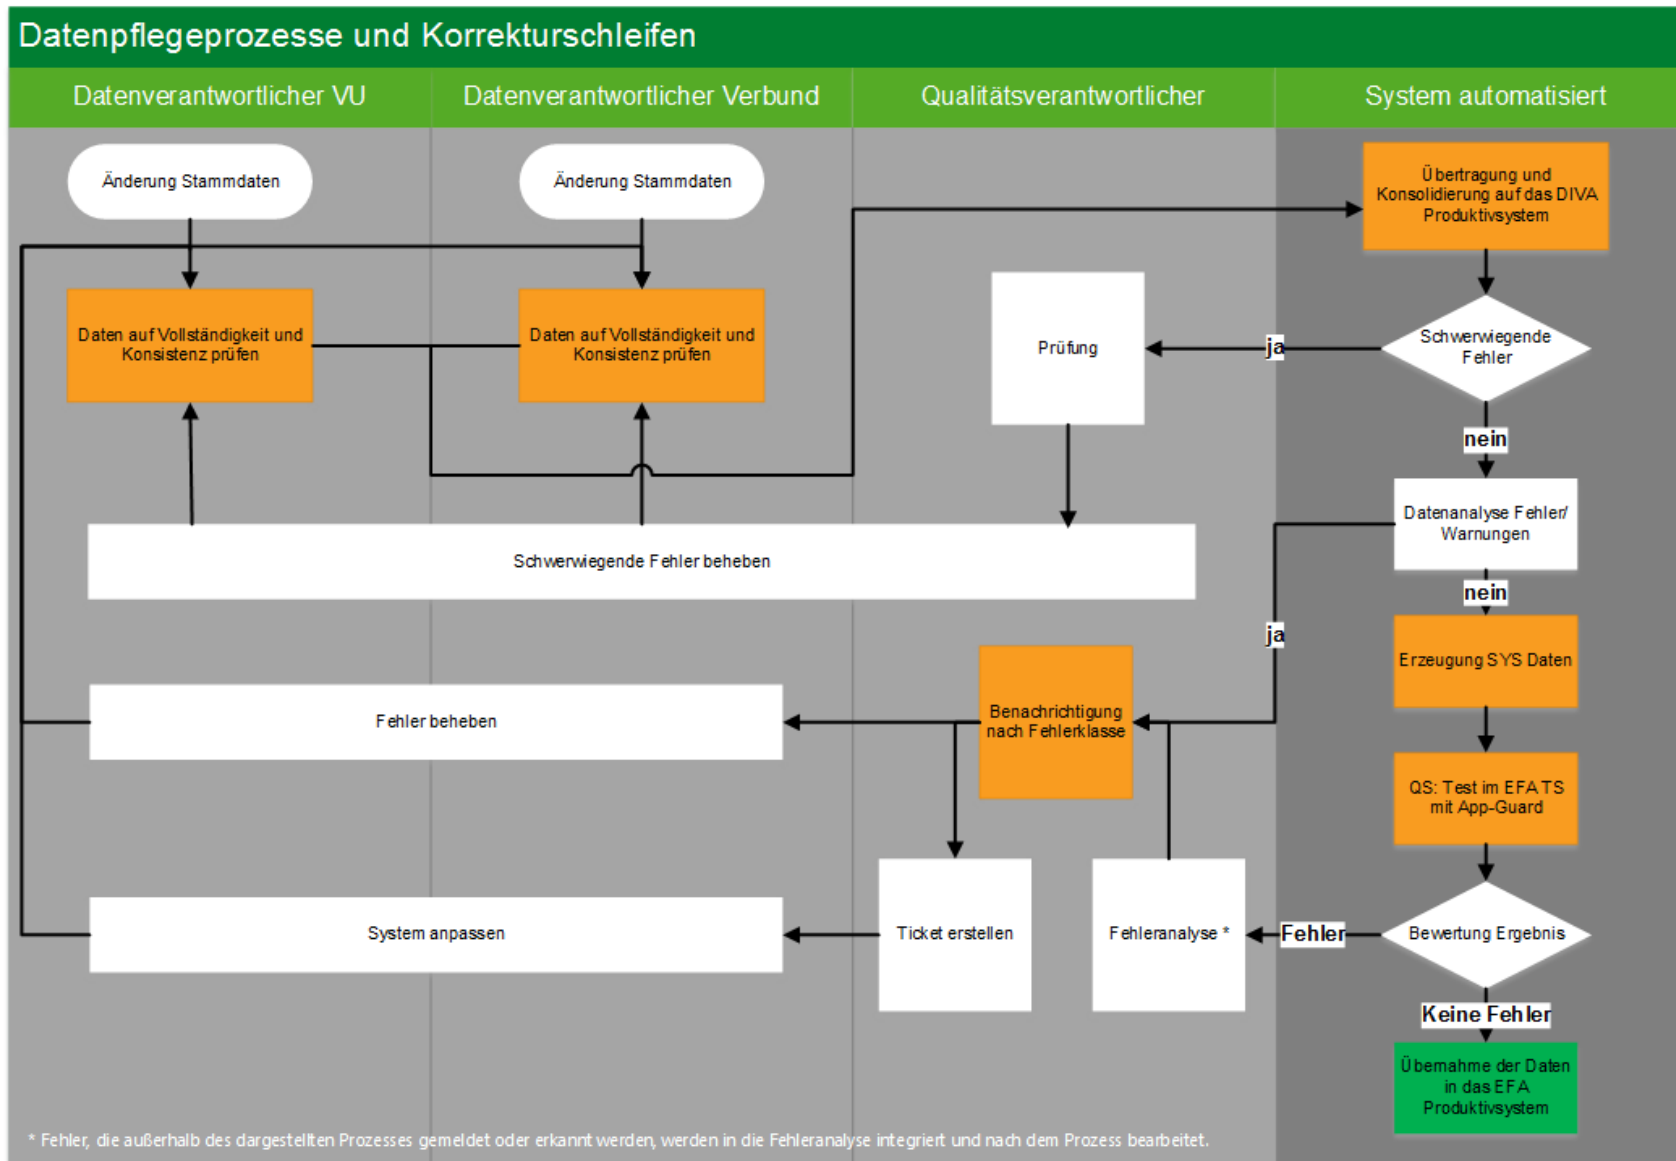 Datenpflegeprozesse und Korrekturschleifen
Datenverantwortlicher VU
Datenverantwortlicher Verbund
Qualitätsverantwortlicher
System automatisiert
Änderung Stammdaten
Änderung Stammdaten
Übertragung und
Konsolidierung auf das DIVA
Produktivsystem
Daten auf Vollständigkeit und
Konsistenz prüfen
Daten auf Vollständigkeit und
Konsistenz prüfen
Prüfung
ja
Schwerwiegende
Fehler
nein
Datenanalyse Fehler/
Warnungen
Schwerwiegende Fehler beheben
nein
ja
Erzeugung SYS Daten
Fehler beheben
Benachrichtigung
nach Fehlerklasse
QS: Test im EFA TS
mit App-Guard
System anpassen
Ticket erstellen
Fehleranalyse *
Fehler
Bewertung Ergebnis
Keine Fehler
Übernahme der Daten
in das EFA
Produktivsystem
* Fehler, die außerhalb des dargestellten Prozesses gemeldet oder erkannt werden, werden in die Fehleranalyse integriert und nach dem Prozess bearbeitet.